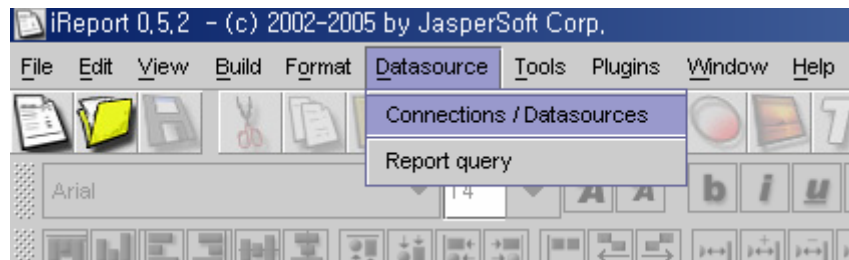 iReport 0,5,2 - (c) 2002-2005 by JasperSoft Corp,
File Edit View Build Format Datasource Tools Plugins Window Help
Connections / Datasources
Report query
Arial 14 A A b i u